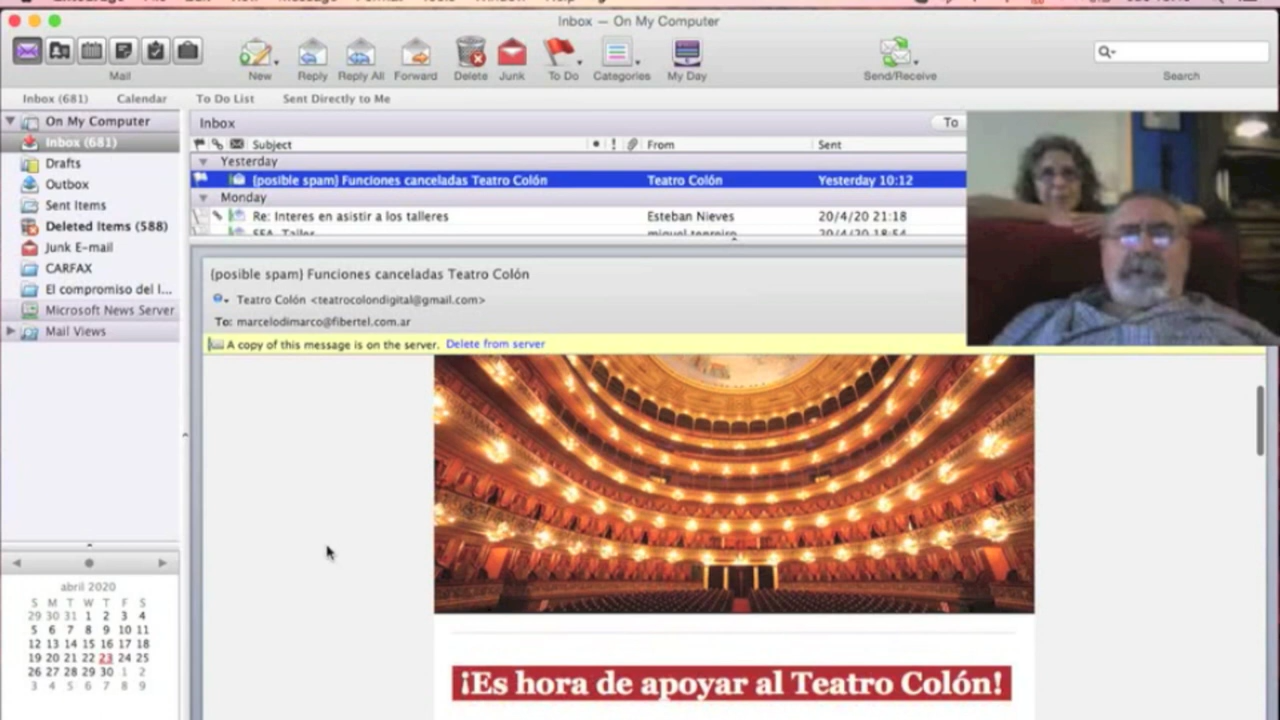 Inbox — On My Computer
Mail
New
Reply
Reply All
Forward
Delete
Junk
To Do
Categories
My Day
Send/Receive
Search
Inbox (681)
Calendar
To Do List
Sent Directly to Me
On My Computer
Inbox (681)
Drafts
Outbox
Sent Items
Deleted Items (588)
Junk E-mail
CARFAX
El compromiso del l...
Microsoft News Server
Mail Views
Inbox
To
Subject
!
From
Sent
Yesterday
{posible spam} Funciones canceladas Teatro Colón
Teatro Colón
Yesterday 10:12
Monday
Re: Interes en asistir a los talleres
Esteban Nieves
20/4/20 21:18
{posible spam} Funciones canceladas Teatro Colón
Teatro Colón <teatrocolondigital@gmail.com>
To: marcelodimarco@fibertel.com.ar
A copy of this message is on the server. Delete from server
¡Es hora de apoyar al Teatro Colón!
abril 2020
S M T W T F S
29 30 31 1 2 3 4
5 6 7 8 9 10 11
12 13 14 15 16 17 18
19 20 21 22 23 24 25
26 27 28 29 30 1 2
3 4 5 6 7 8 9